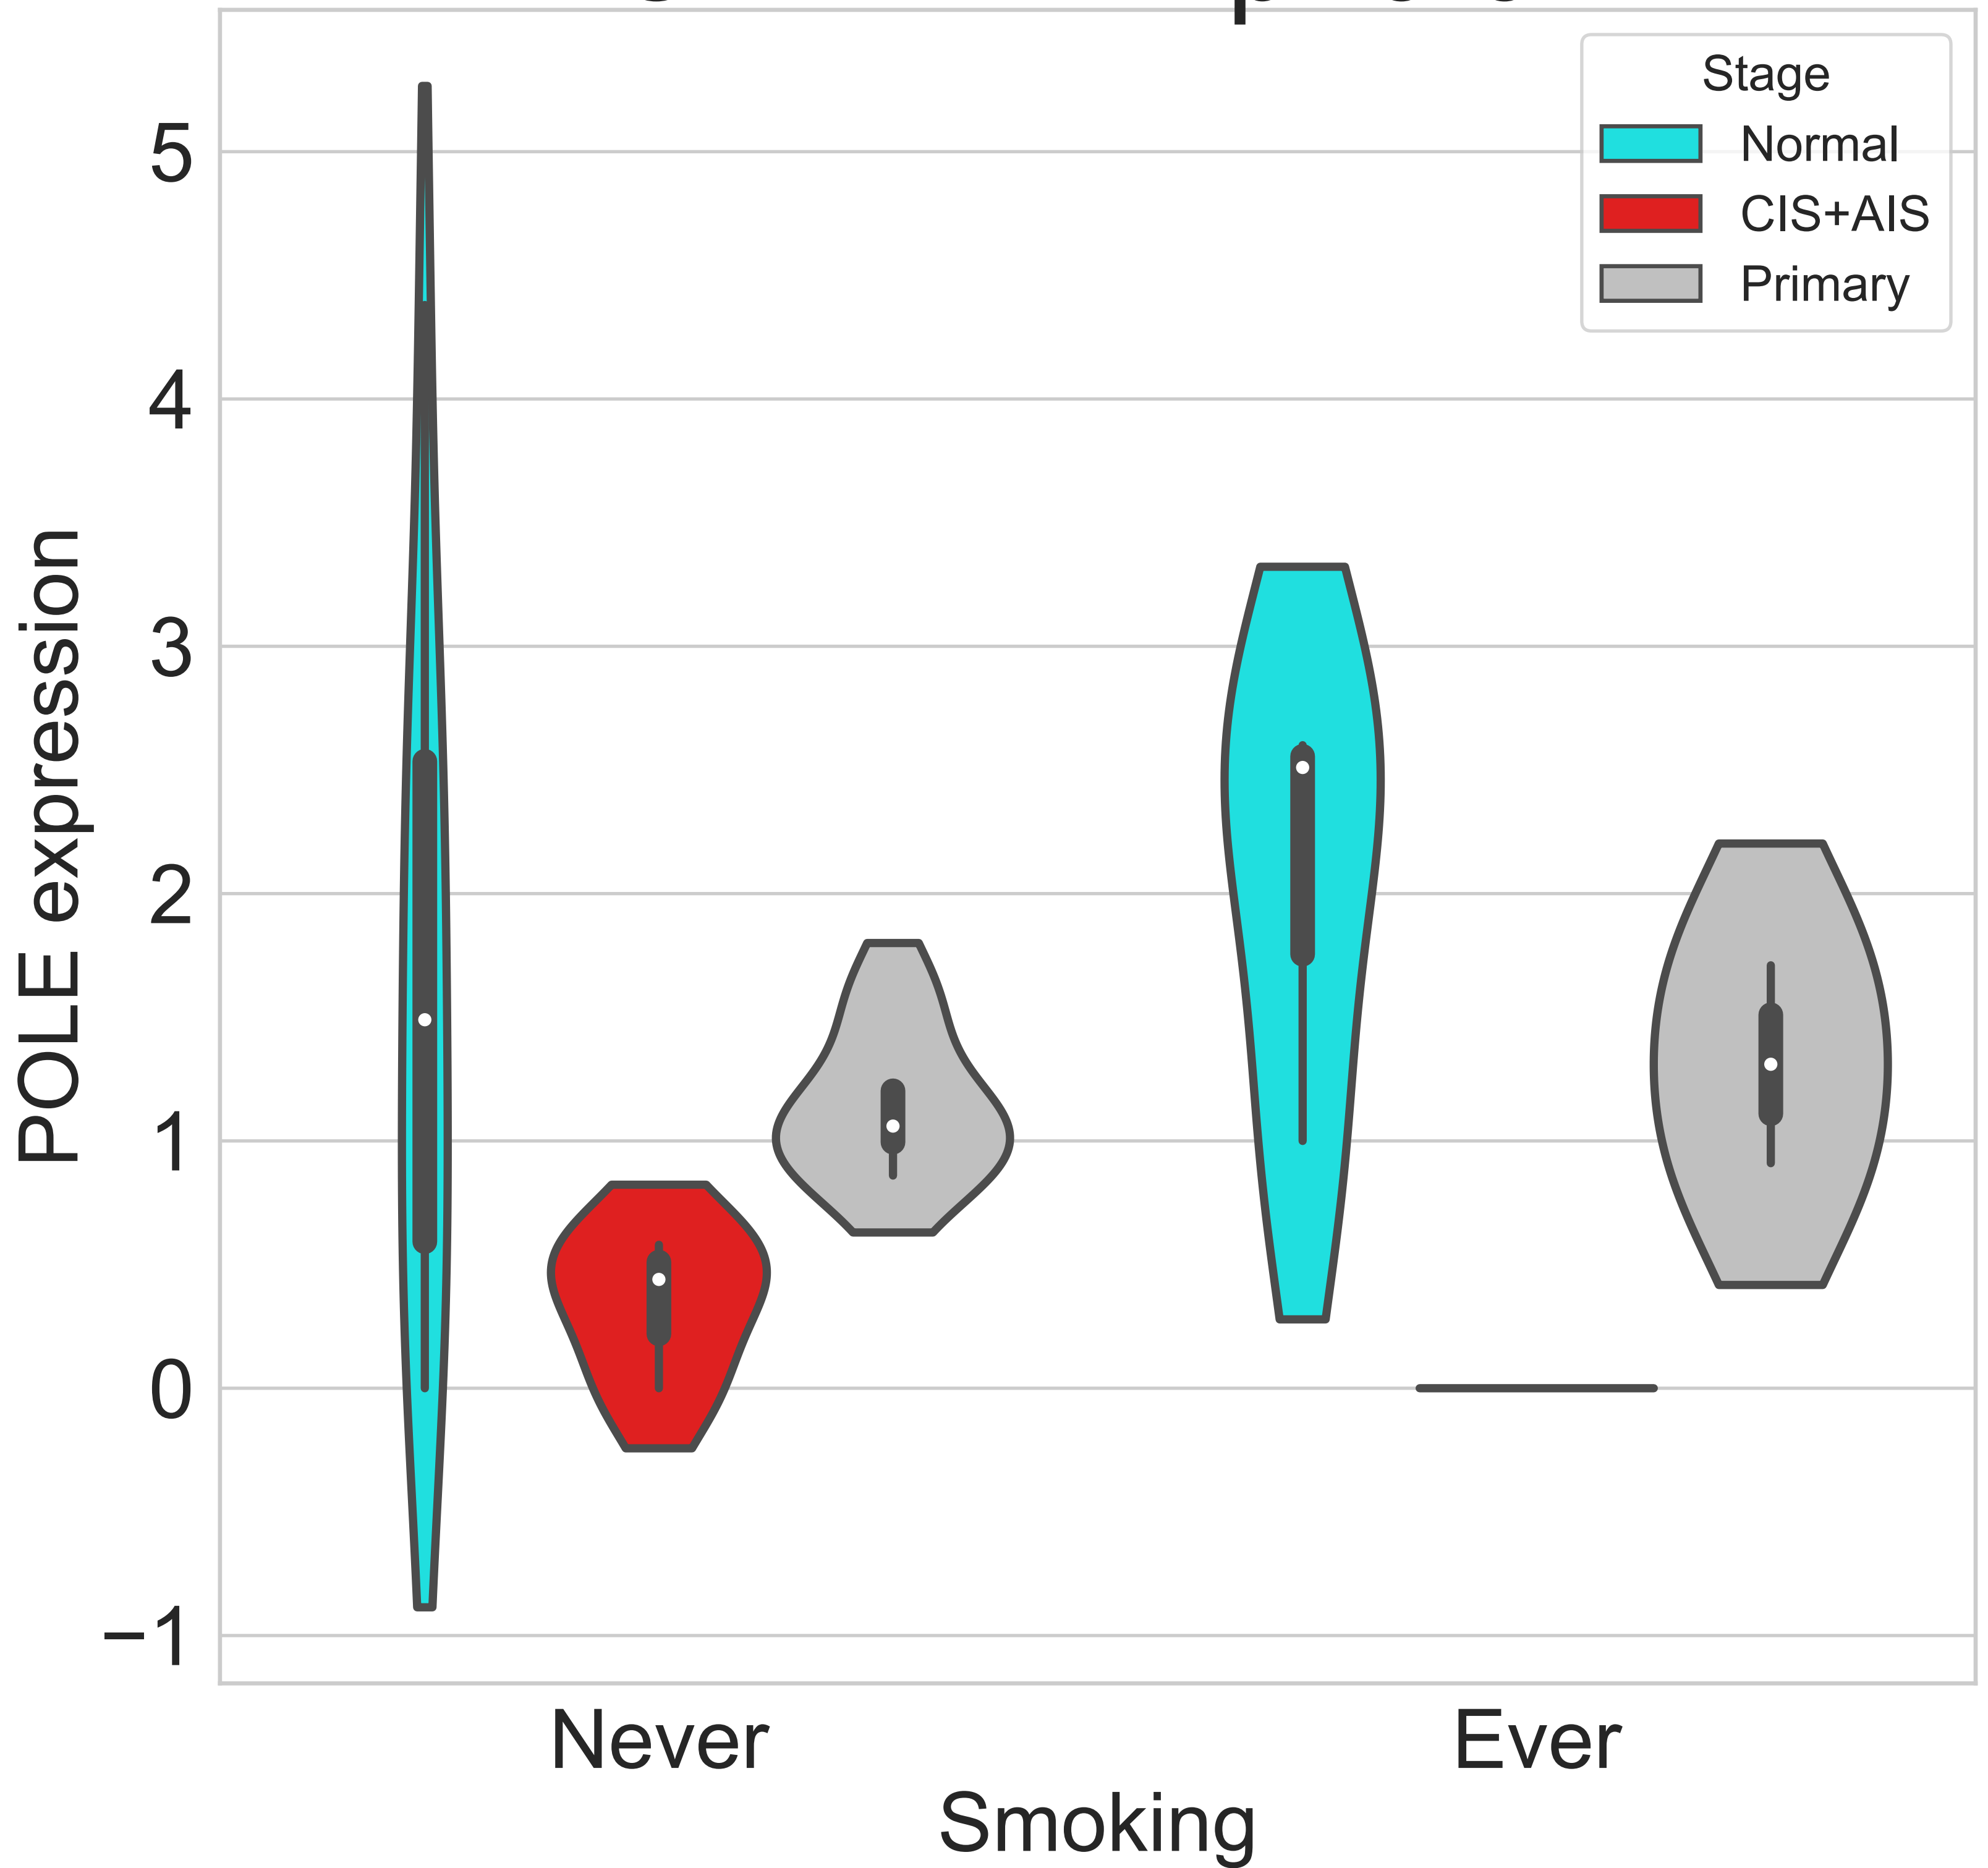 Stage
Normal
CIS+AIS
Primary
5
4
3
2
1
0
−1
POLE expression
Never
Ever
Smoking